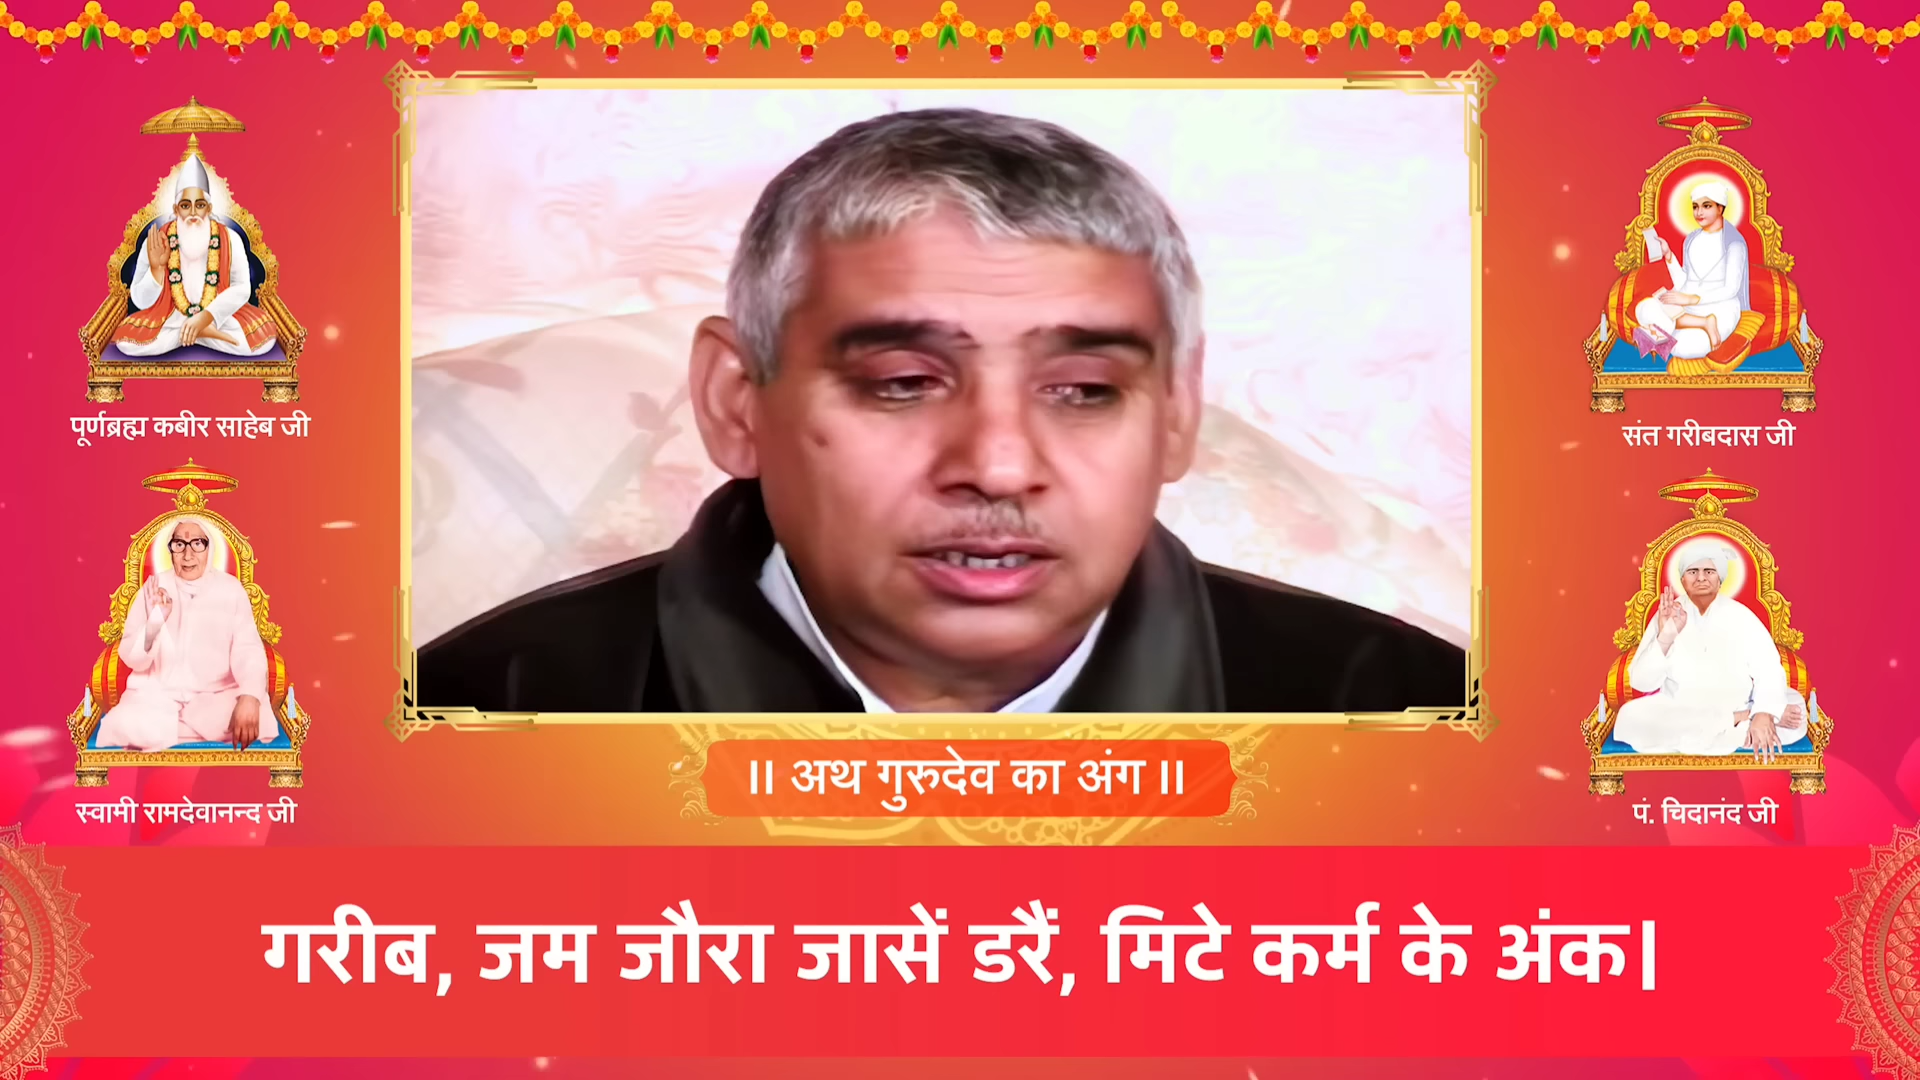 पूर्णब्रह्म कबीर साहेब जी
संत गरीबदास जी
स्वामी रामदेवानन्द जी
पं. चिदानंद जी
॥ अथ गुरुदेव का अंग ॥
गरीब, जम जौरा जासें डरैं, मिटे कर्म के अंक।